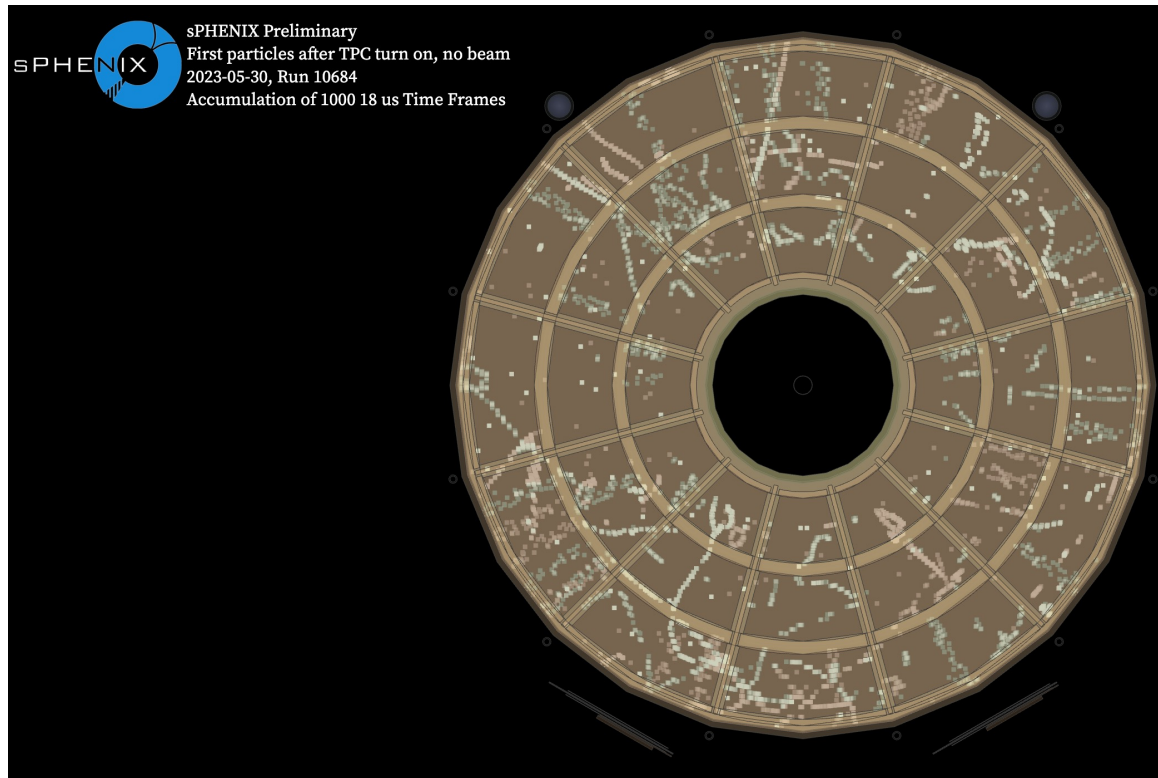 sPHENIX
sPHENIX Preliminary
First particles after TPC turn on, no beam
2023-05-30, Run 10684
Accumulation of 1000 18 us Time Frames